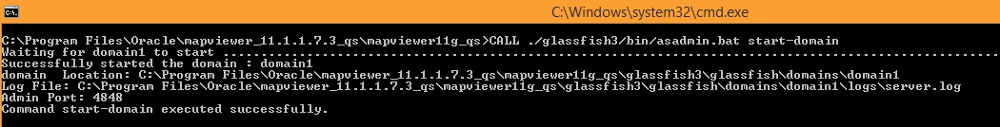 C:\Windows\system32\cmd.exe
C:\Program Files\Oracle\mapviewer_11.1.1.7.3_qs\mapviewer11g_qs>CALL ./glassfish3/bin/asadmin.bat start-domain
Waiting for domain1 to start ...............................................................................................................
Successfully started the domain : domain1
domain  Location: C:\Program Files\Oracle\mapviewer_11.1.1.7.3_qs\mapviewer11g_qs\glassfish3\glassfish\domains\domain1
Log File: C:\Program Files\Oracle\mapviewer_11.1.1.7.3_qs\mapviewer11g_qs\glassfish3\glassfish\domains\domain1\logs\server.log
Admin Port: 4848
Command start-domain executed successfully.